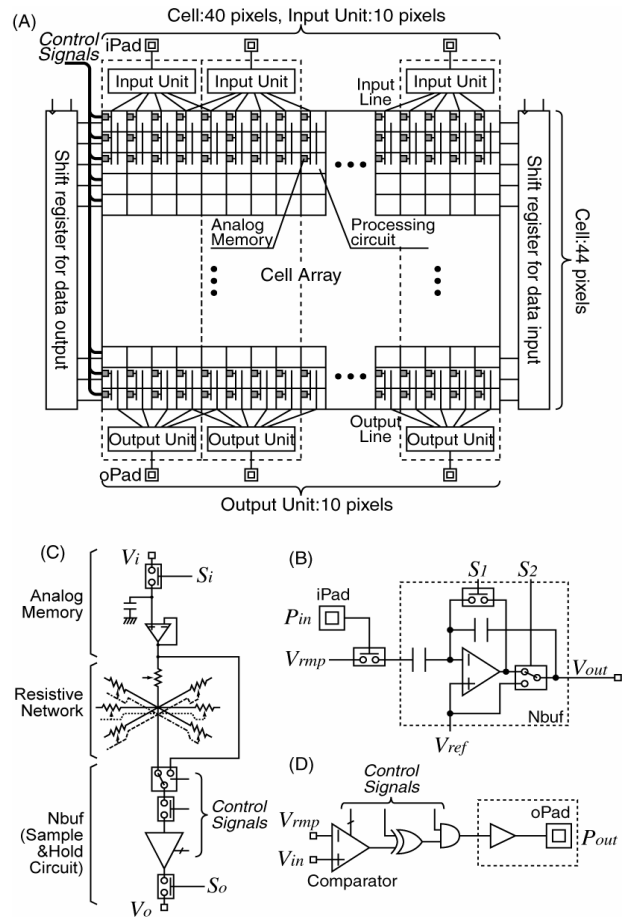 (A)
Cell:40 pixels, Input Unit:10 pixels
Control
Signals
iPad
Input Unit
Input Unit
Input
Line
Input Unit
Shift register for data output
Analog
Memory
Processing
circuit
Cell Array
Shift register for data input
Cell:44 pixels
Output
Line
Output Unit
Output Unit
Output Unit
oPad
Output Unit:10 pixels
(C)
Vi
Si
Analog
Memory
Resistive
Network
Nbuf
(Sample
&Hold
Circuit)
Control
Signals
So
Vo
(B)
iPad
Pin
Vrmp
S1
S2
Vout
Nbuf
Vref
(D)
Control Signals
Vrmp
Vin
Comparator
oPad
Pout